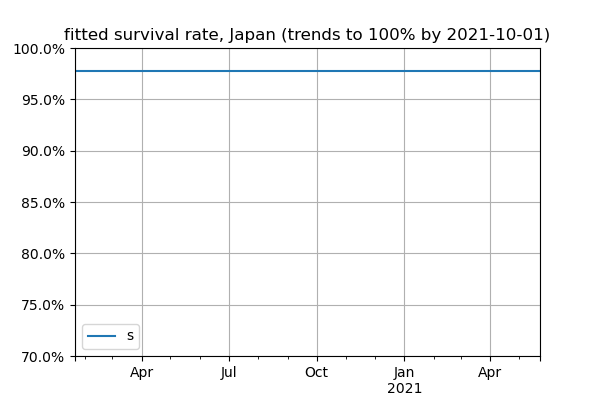 fitted survival rate, Japan (trends to 100% by 2021-10-01)
100.0%
95.0%
90.0%
85.0%
80.0%
75.0%
70.0%
s
Apr Jul Oct Jan Apr
2021